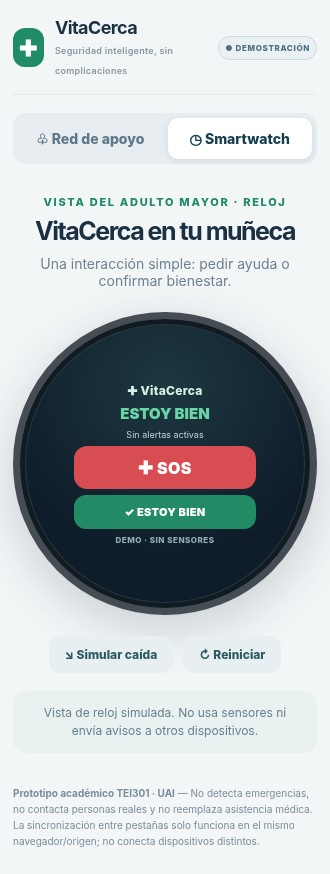 VitaCerca
Seguridad inteligente, sin
complicaciones
DEMOSTRACIÓN
Red de apoyo
Smartwatch
VISTA DEL ADULTO MAYOR · RELOJ
VitaCerca en tu muñeca
Una interacción simple: pedir ayuda o
confirmar bienestar.
VitaCerca
ESTOY BIEN
Sin alertas activas
SOS
✓ ESTOY BIEN
DEMO · SIN SENSORES
↘ Simular caída
↻ Reiniciar
Vista de reloj simulada. No usa sensores ni
envía avisos a otros dispositivos.
Prototipo académico TEI301 · UAI — No detecta emergencias,
no contacta personas reales y no reemplaza asistencia médica.
La sincronización entre pestañas solo funciona en el mismo
navegador/origen; no conecta dispositivos distintos.